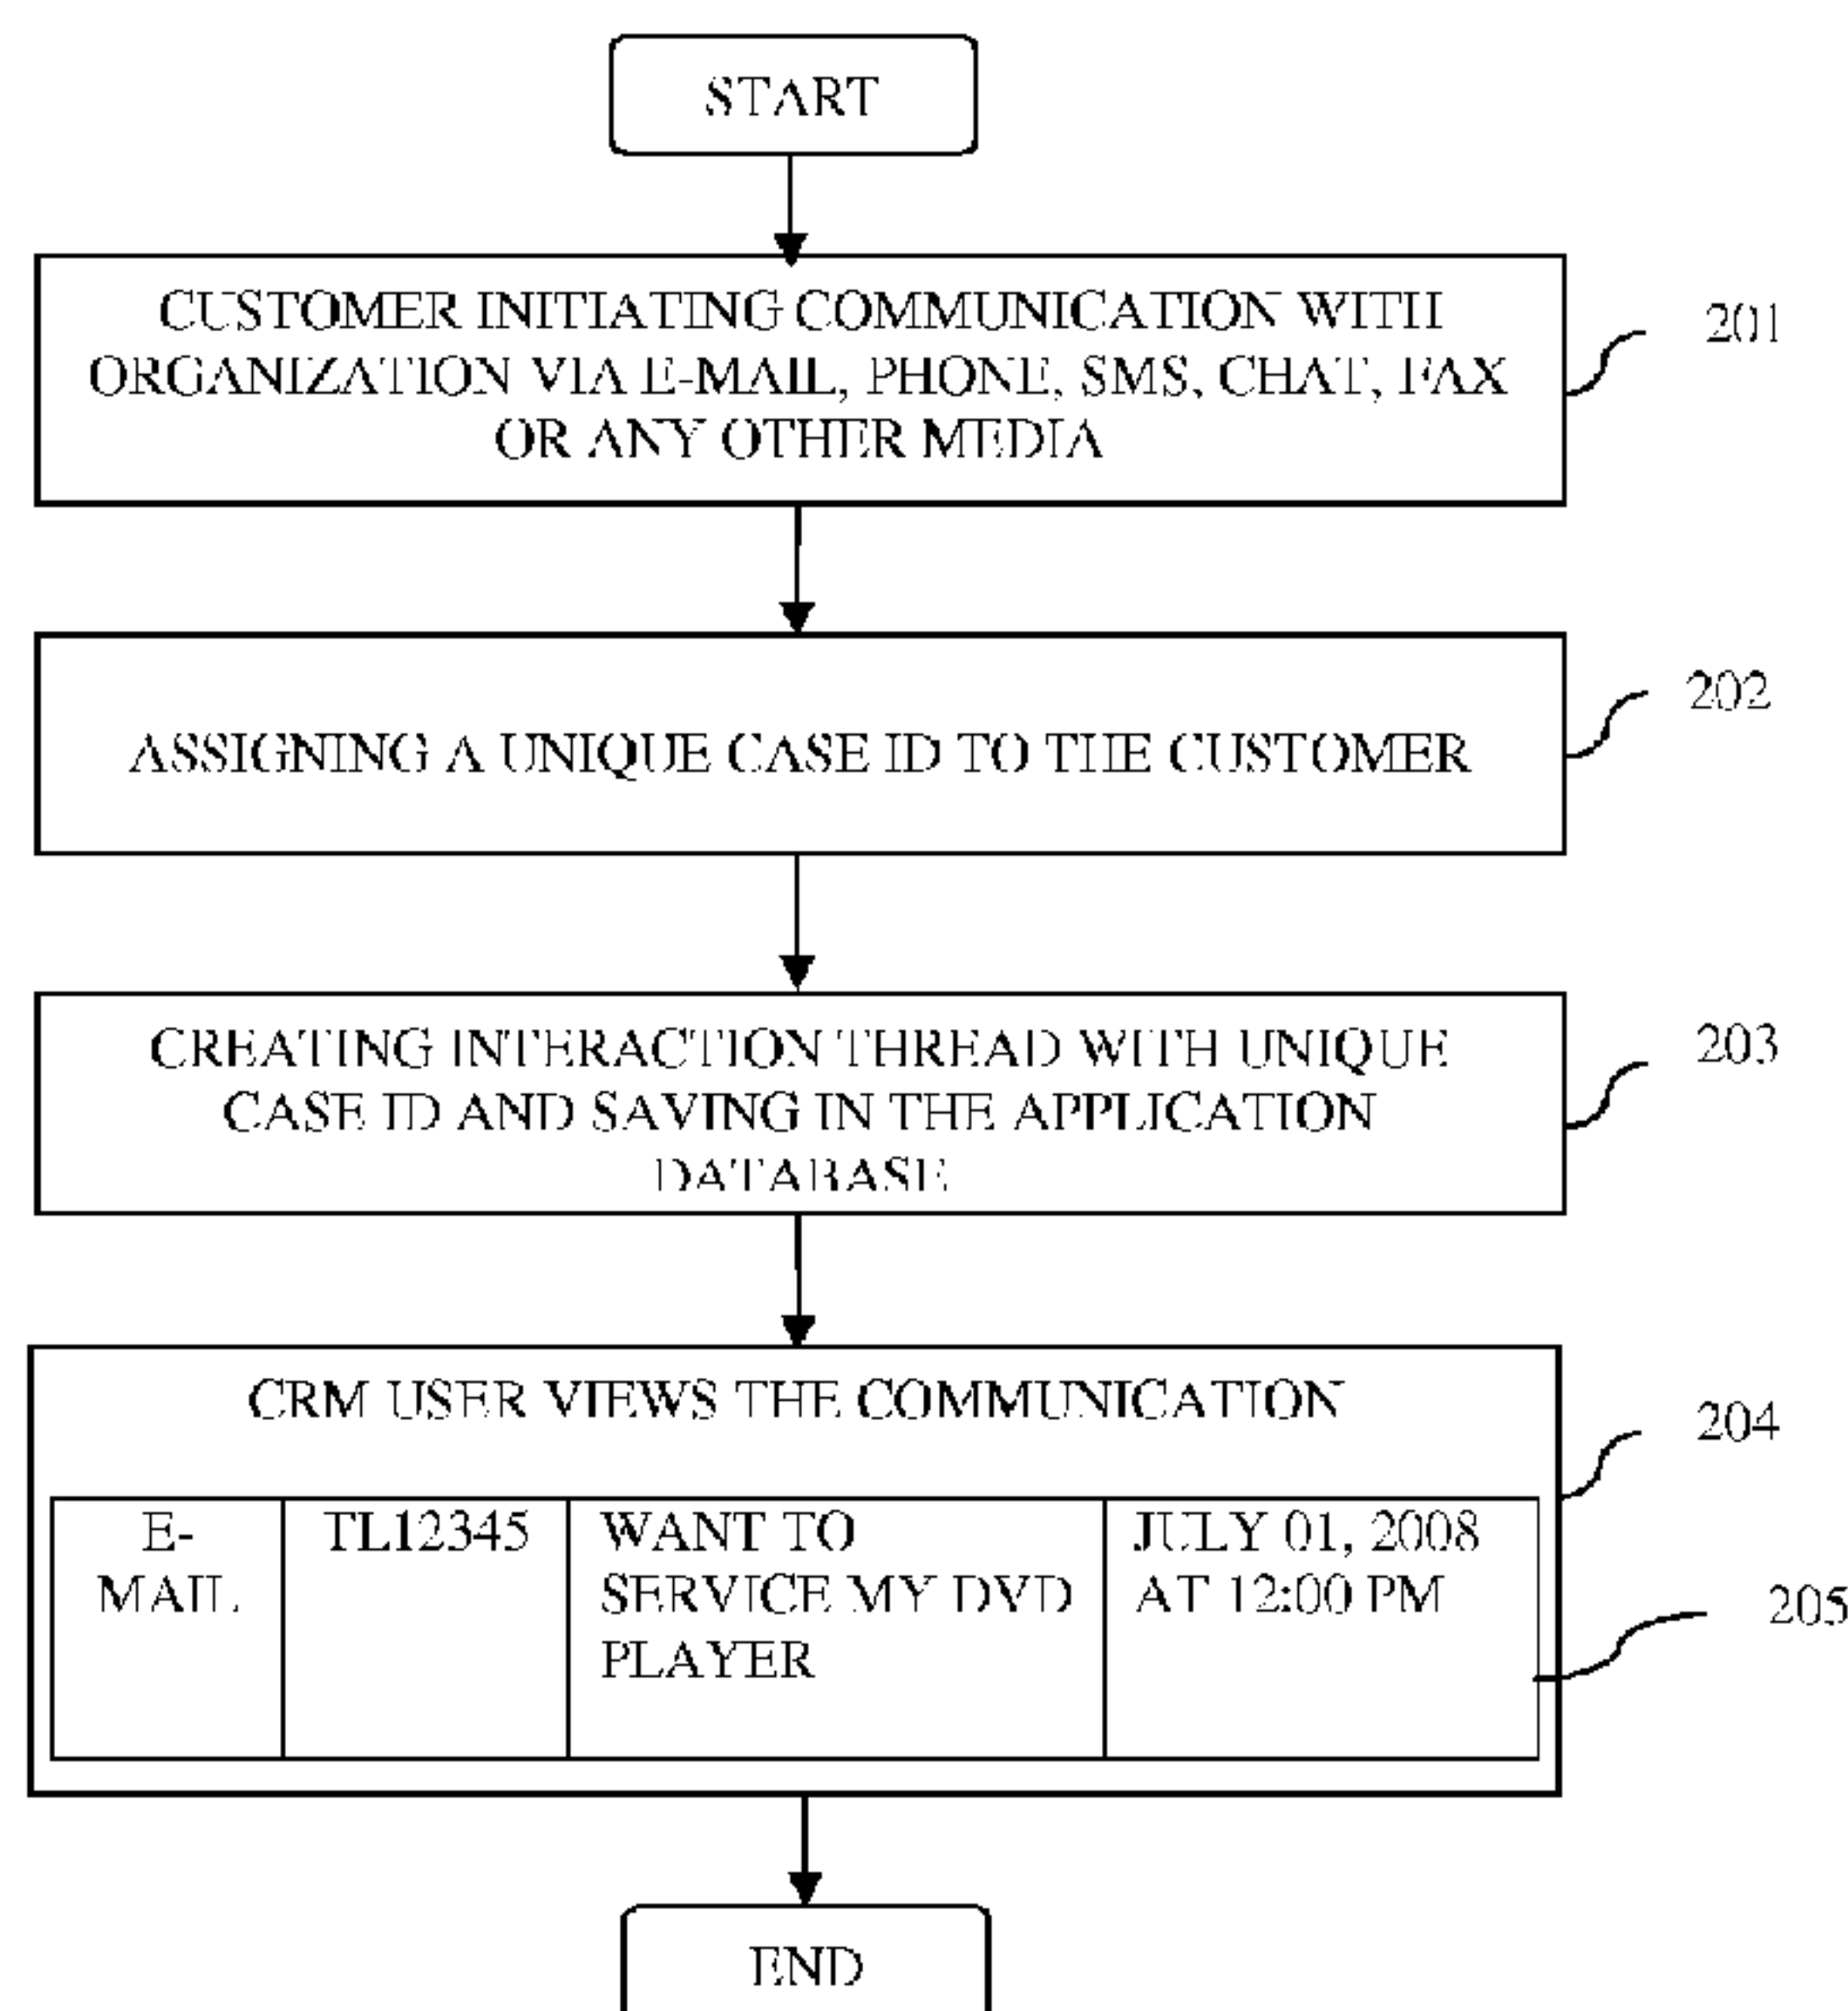 START
CUSTOMER INITIATING COMMUNICATION WITH
ORGANIZATION VIA E-MAIL, PHONE, SMS, CHAT, FAX
OR ANY OTHER MEDIA
201
ASSIGNING A UNIQUE CASE ID TO THE CUSTOMER
202
CREATING INTERACTION THREAD WITH UNIQUE
CASE ID AND SAVING IN THE APPLICATION
DATABASE
203
CRM USER VIEWS THE COMMUNICATION
204
E-
MAIL
TL12345
WANT TO
SERVICE MY DVD
PLAYER
JULY 01, 2008
AT 12:00 PM
205
END